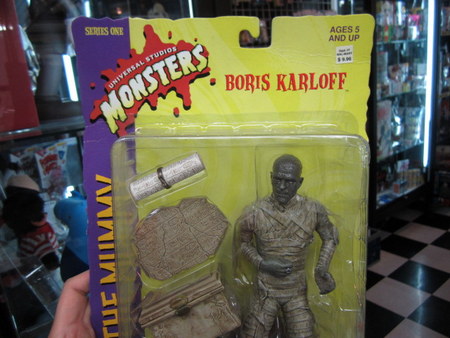 SERIES ONE
UNIVERSAL STUDIOS
MONSTERS
BORIS KARLOFF
AGES 5
AND UP
THE MUMMY